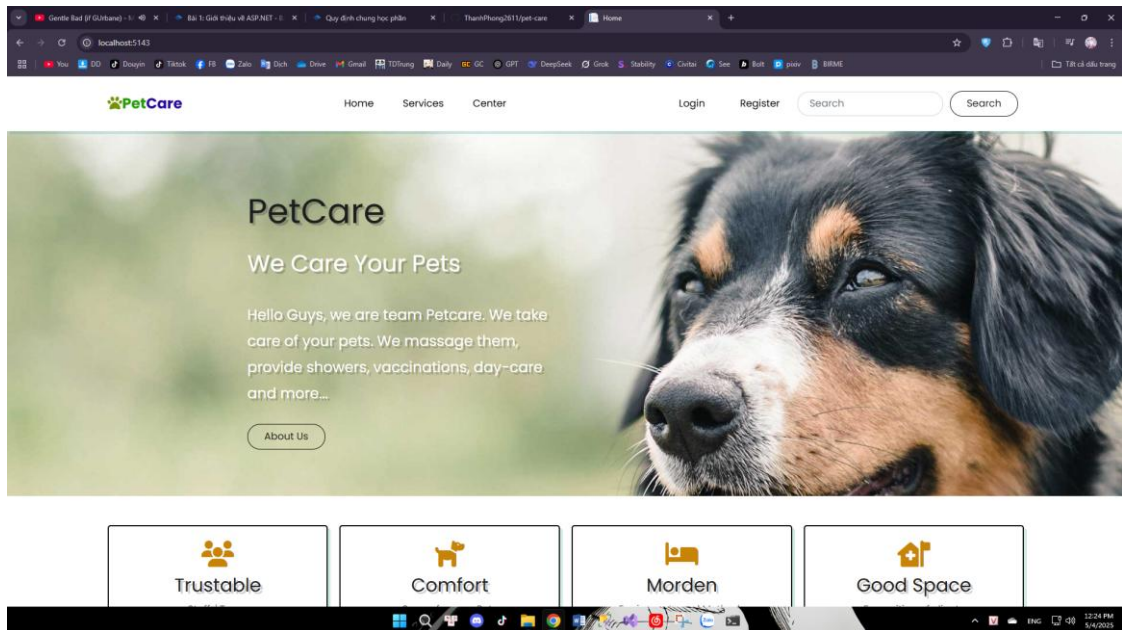 Gentle Bad (if GUrbane) - N
Bài 1: Giới thiệu về ASP.NET - B
Quy định chung học phần
ThanhPhong2611/pet-care
Home
localhost:5143
You DD Douyin Tiktok FB Zalo Dịch Drive Gmail TDTrung Daily GC GPT DeepSeek Grok Stability Civitai See Bolt pixiv BIRME Tất cả dấu trang
PetCare Home Services Center Login Register Search Search
PetCare
We Care Your Pets
Hello Guys, we are team Petcare. We take
care of your pets. We massage them,
provide showers, vaccinations, day-care
and more...
About Us
Trustable Comfort Morden Good Space
ENG 12:24 PM
5/4/2025